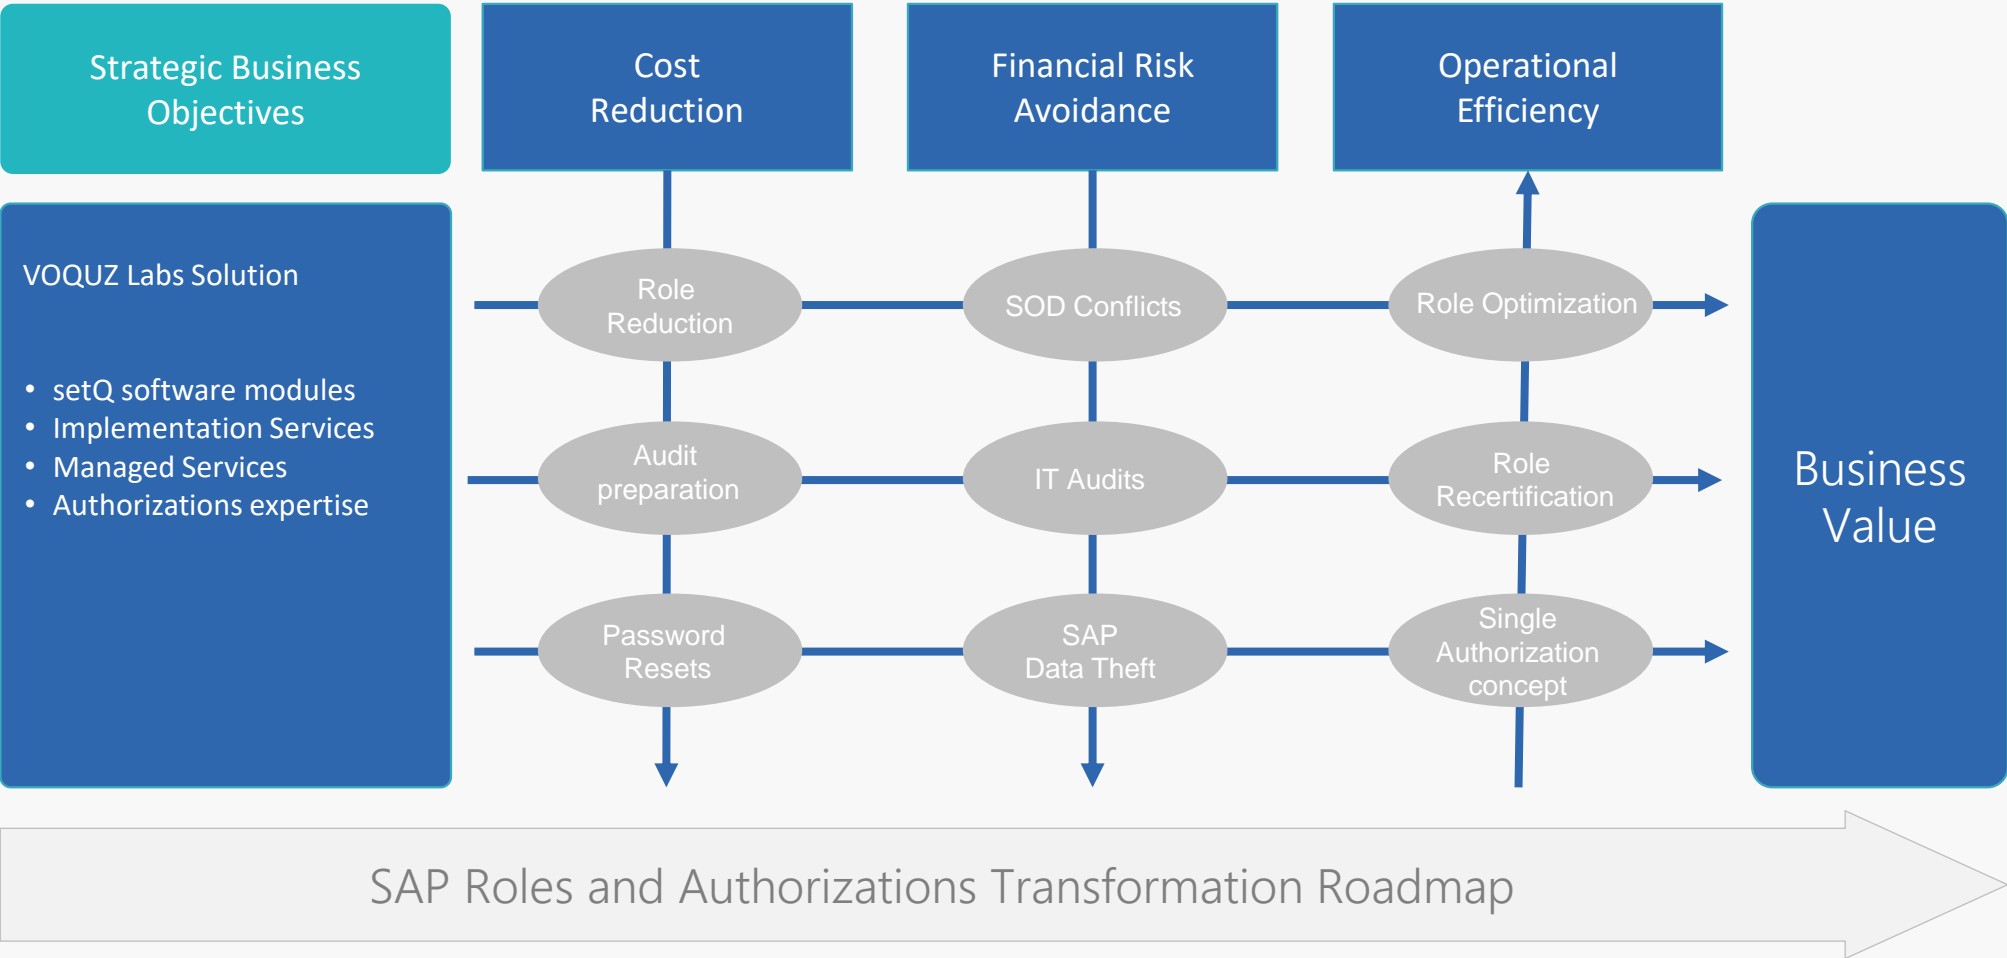 Strategic Business
Objectives
Cost
Reduction
Financial Risk
Avoidance
Operational
Efficiency
VOQUZ Labs Solution
• setQ software modules
• Implementation Services
• Managed Services
• Authorizations expertise
Role
Reduction
SOD Conflicts
Role Optimization
Audit
preparation
IT Audits
Role
Recertification
Password
Resets
SAP
Data Theft
Single
Authorization
concept
Business
Value
SAP Roles and Authorizations Transformation Roadmap